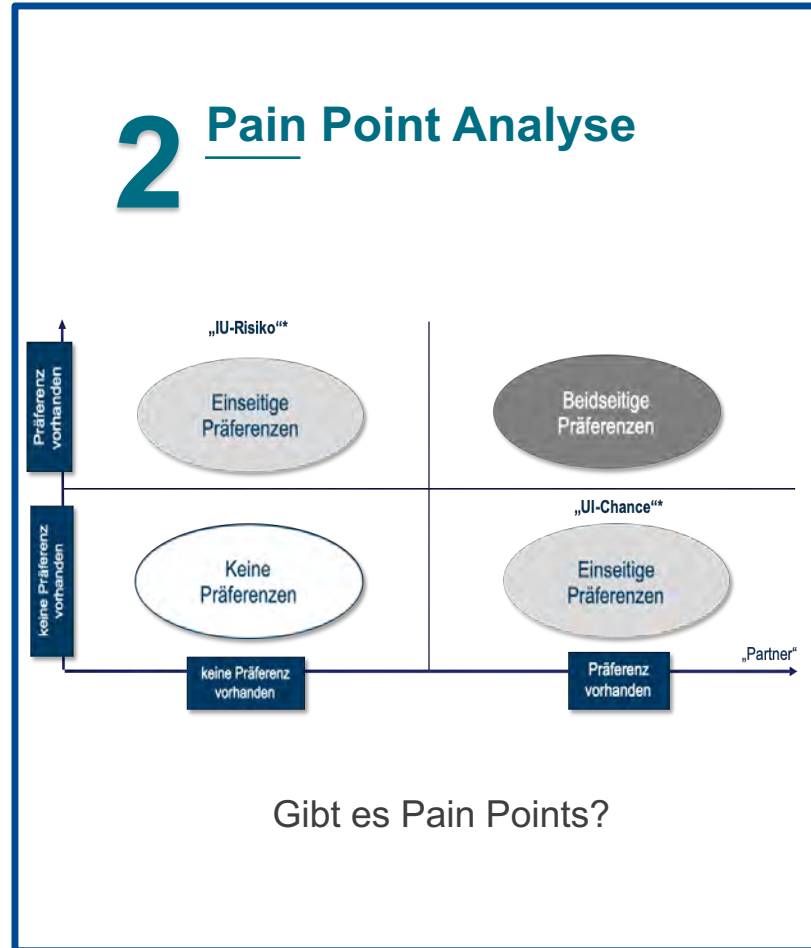 2
Pain Point Analyse
„IU-Risiko“*
Präferenz
vorhanden
Einseitige
Präferenzen
Beidseitige
Präferenzen
„UI-Chance“*
keine Präferenz
vorhanden
Keine
Präferenzen
Einseitige
Präferenzen
„Partner“
keine Präferenz
vorhanden
Präferenz
vorhanden
Gibt es Pain Points?